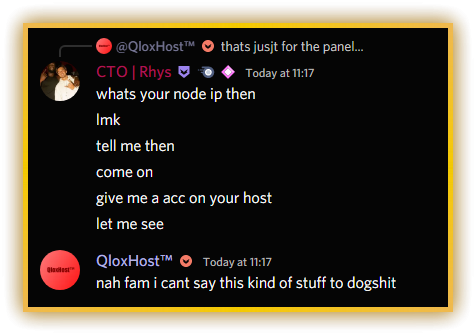 @QloxHost™ thats jusjt for the panel...
CTO | Rhys Today at 11:17
whats your node ip then
lmk
tell me then
come on
give me a acc on your host
let me see
QloxHost™
QloxHost™ Today at 11:17
nah fam i cant say this kind of stuff to dogshit